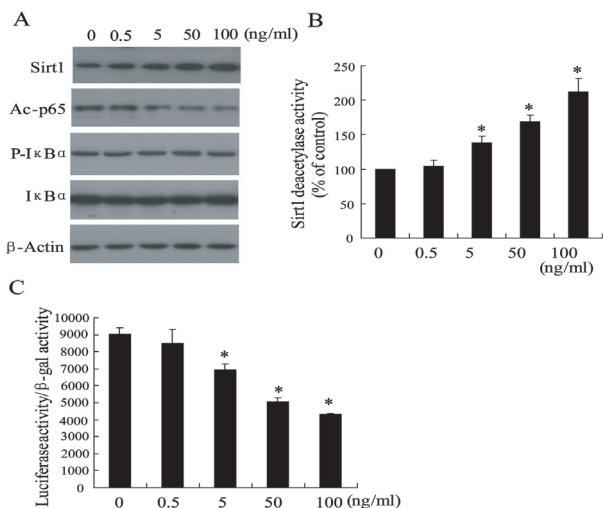 A
0 0.5 5 50 100 (ng/ml)
Sirt1
Ac-p65
P-IκBα
IκBα
β-Actin
B
Sirt1 deacetylase activity
(% of control)
250
200
150
100
50
0
* * *
0 0.5 5 50 100
(ng/ml)
C
Luciferaseactivity/β-gal activity
10000
9000
8000
7000
6000
5000
4000
3000
2000
1000
0
* * *
0 0.5 5 50 100 (ng/ml)